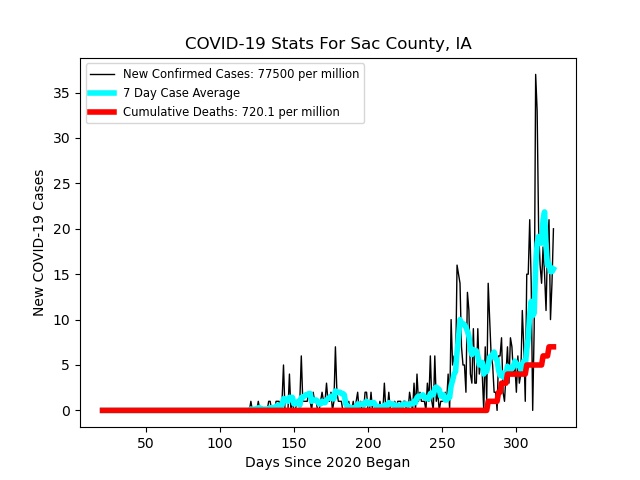 COVID-19 Stats For Sac County, IA
New Confirmed Cases: 77500 per million
7 Day Case Average
Cumulative Deaths: 720.1 per million
New COVID-19 Cases
35
30
25
20
15
10
5
0
50 100 150 200 250 300
Days Since 2020 Began